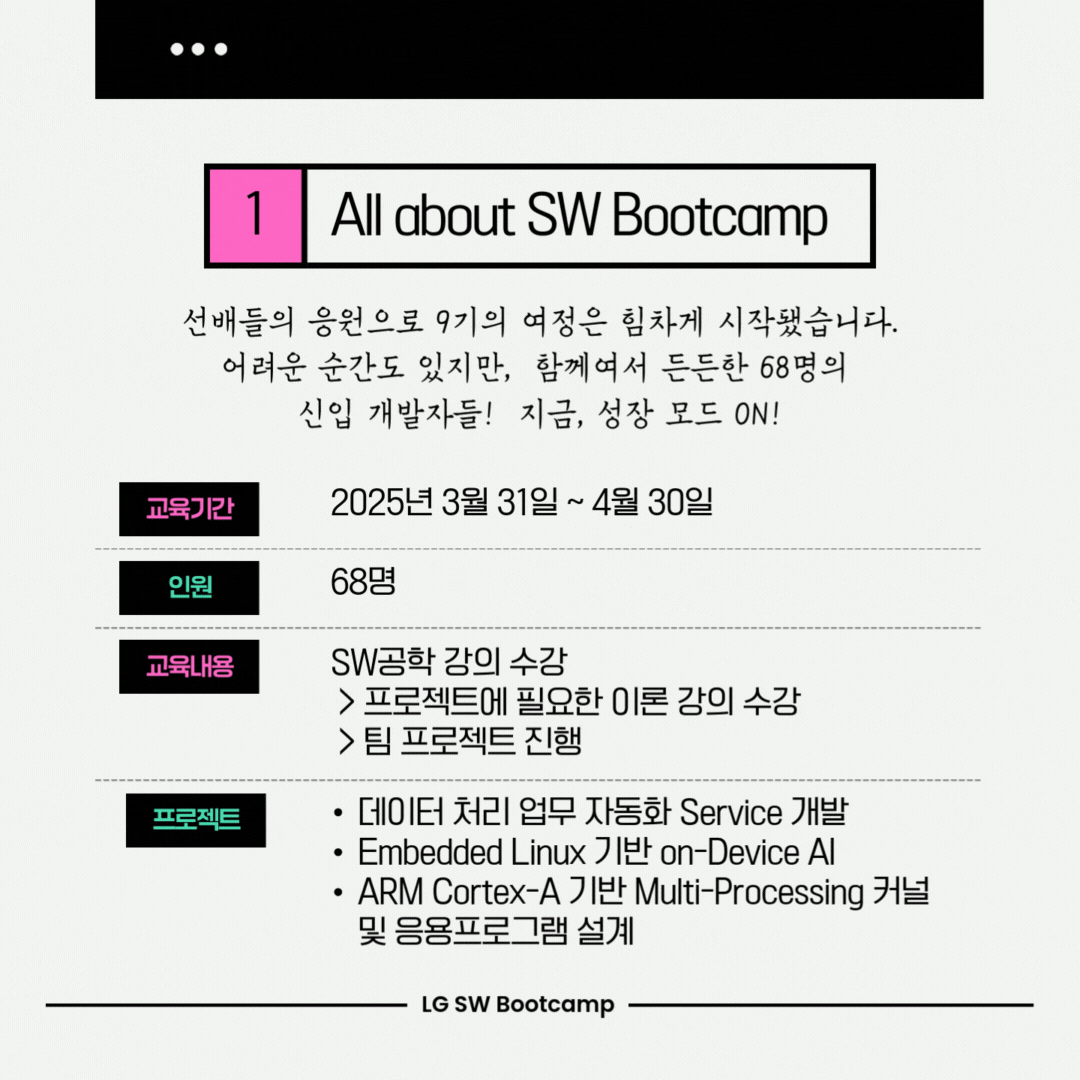 1 All about SW Bootcamp
선배들의 응원으로 9기의 여정은 힘차게 시작됐습니다.
어려운 순간도 있지만, 함께여서 든든한 68명의
신입 개발자들! 지금, 성장 모드 ON!
교육기간 2025년 3월 31일 ~ 4월 30일
인원 68명
교육내용 SW공학 강의 수강
> 프로젝트에 필요한 이론 강의 수강
> 팀 프로젝트 진행
프로젝트 • 데이터 처리 업무 자동화 Service 개발
• Embedded Linux 기반 on-Device AI
• ARM Cortex-A 기반 Multi-Processing 커널
및 응용프로그램 설계
LG SW Bootcamp